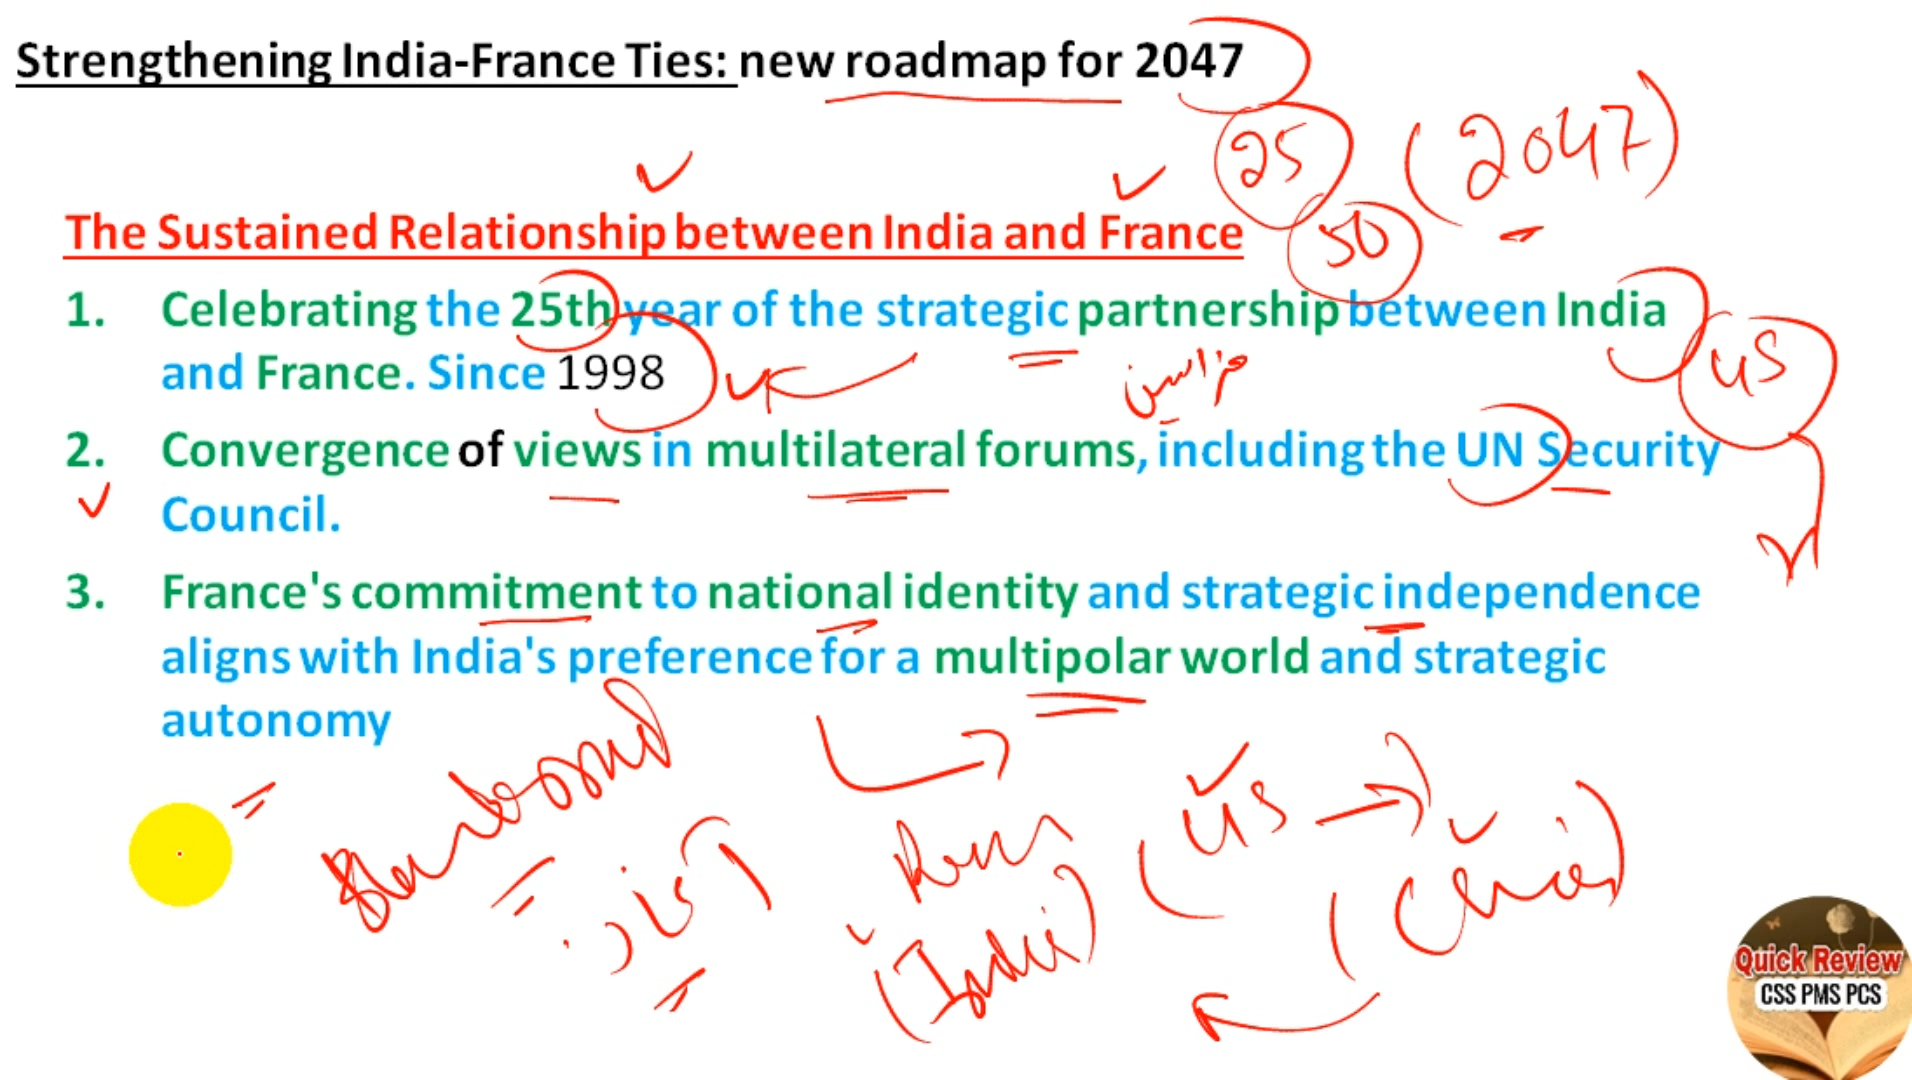 Strengthening India-France Ties: new roadmap for 2047
25
(2047)
The Sustained Relationship between India and France
50
1. Celebrating the 25th year of the strategic partnership between India
and France. Since 1998
US
2. Convergence of views in multilateral forums, including the UN Security
Council.
3. France's commitment to national identity and strategic independence
aligns with India's preference for a multipolar world and strategic
autonomy
(US
(China)
(India)
Quick Review
CSS PMS PCS